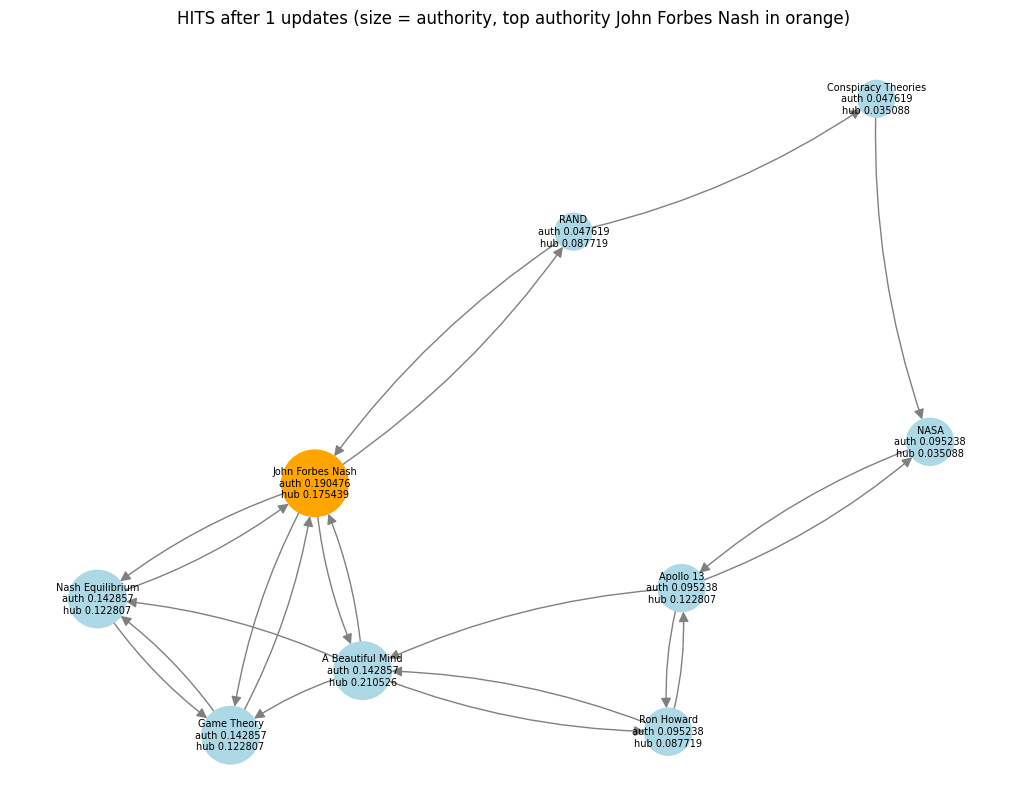 HITS after 1 updates (size = authority, top authority John Forbes Nash in orange)
Conspiracy Theories
auth 0.047619
hub 0.035088
RAND
auth 0.047619
hub 0.087719
NASA
auth 0.095238
hub 0.035088
John Forbes Nash
auth 0.190476
hub 0.175439
Nash Equilibrium
auth 0.142857
hub 0.122807
Apollo 13
auth 0.095238
hub 0.122807
A Beautiful Mind
auth 0.142857
hub 0.210526
Game Theory
auth 0.142857
hub 0.122807
Ron Howard
auth 0.095238
hub 0.087719